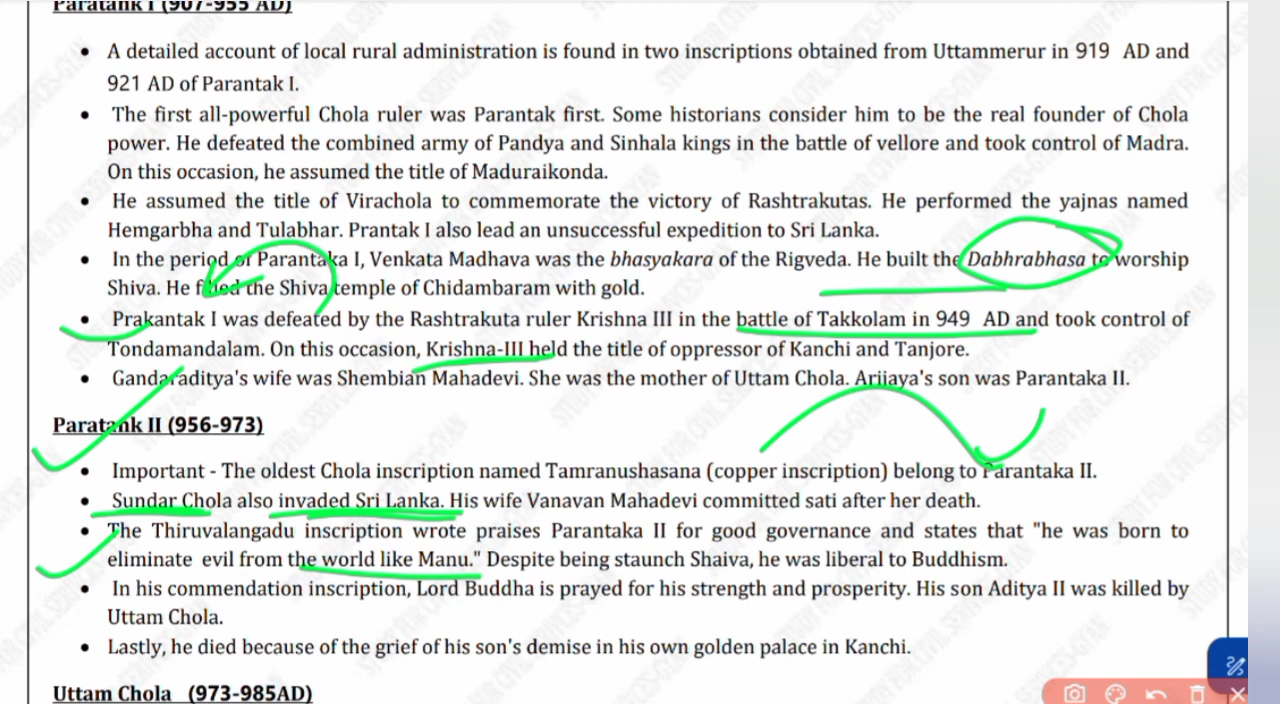 Paratank I (907-955 AD)
• A detailed account of local rural administration is found in two inscriptions obtained from Uttammerur in 919 AD and
921 AD of Parantak I.
• The first all-powerful Chola ruler was Parantak first. Some historians consider him to be the real founder of Chola
power. He defeated the combined army of Pandya and Sinhala kings in the battle of vellore and took control of Madra.
On this occasion, he assumed the title of Maduraikonda.
• He assumed the title of Virachola to commemorate the victory of Rashtrakutas. He performed the yajnas named
Hemgarbha and Tulabhar. Prantak I also lead an unsuccessful expedition to Sri Lanka.
• In the period of Parantaka I, Venkata Madhava was the bhasyakara of the Rigveda. He built the Dabhrabhasa to worship
Shiva. He the Shiva temple of Chidambaram with gold.
• Prakantak I was defeated by the Rashtrakuta ruler Krishna III in the battle of Takkolam in 949 AD and took control of
Tondamandalam. On this occasion, Krishna-III held the title of oppressor of Kanchi and Tanjore.
• Gandaraditya's wife was Shembian Mahadevi. She was the mother of Uttam Chola. Arijaya's son was Parantaka II.
Paratank II (956-973)
• Important - The oldest Chola inscription named Tamranushasana (copper inscription) belong to Parantaka II.
• Sundar Chola also invaded Sri Lanka. His wife Vanavan Mahadevi committed sati after her death.
• The Thiruvalangadu inscription wrote praises Parantaka II for good governance and states that "he was born to
eliminate evil from the world like Manu." Despite being staunch Shaiva, he was liberal to Buddhism.
• In his commendation inscription, Lord Buddha is prayed for his strength and prosperity. His son Aditya II was killed by
Uttam Chola.
• Lastly, he died because of the grief of his son's demise in his own golden palace in Kanchi.
Uttam Chola (973-985AD)